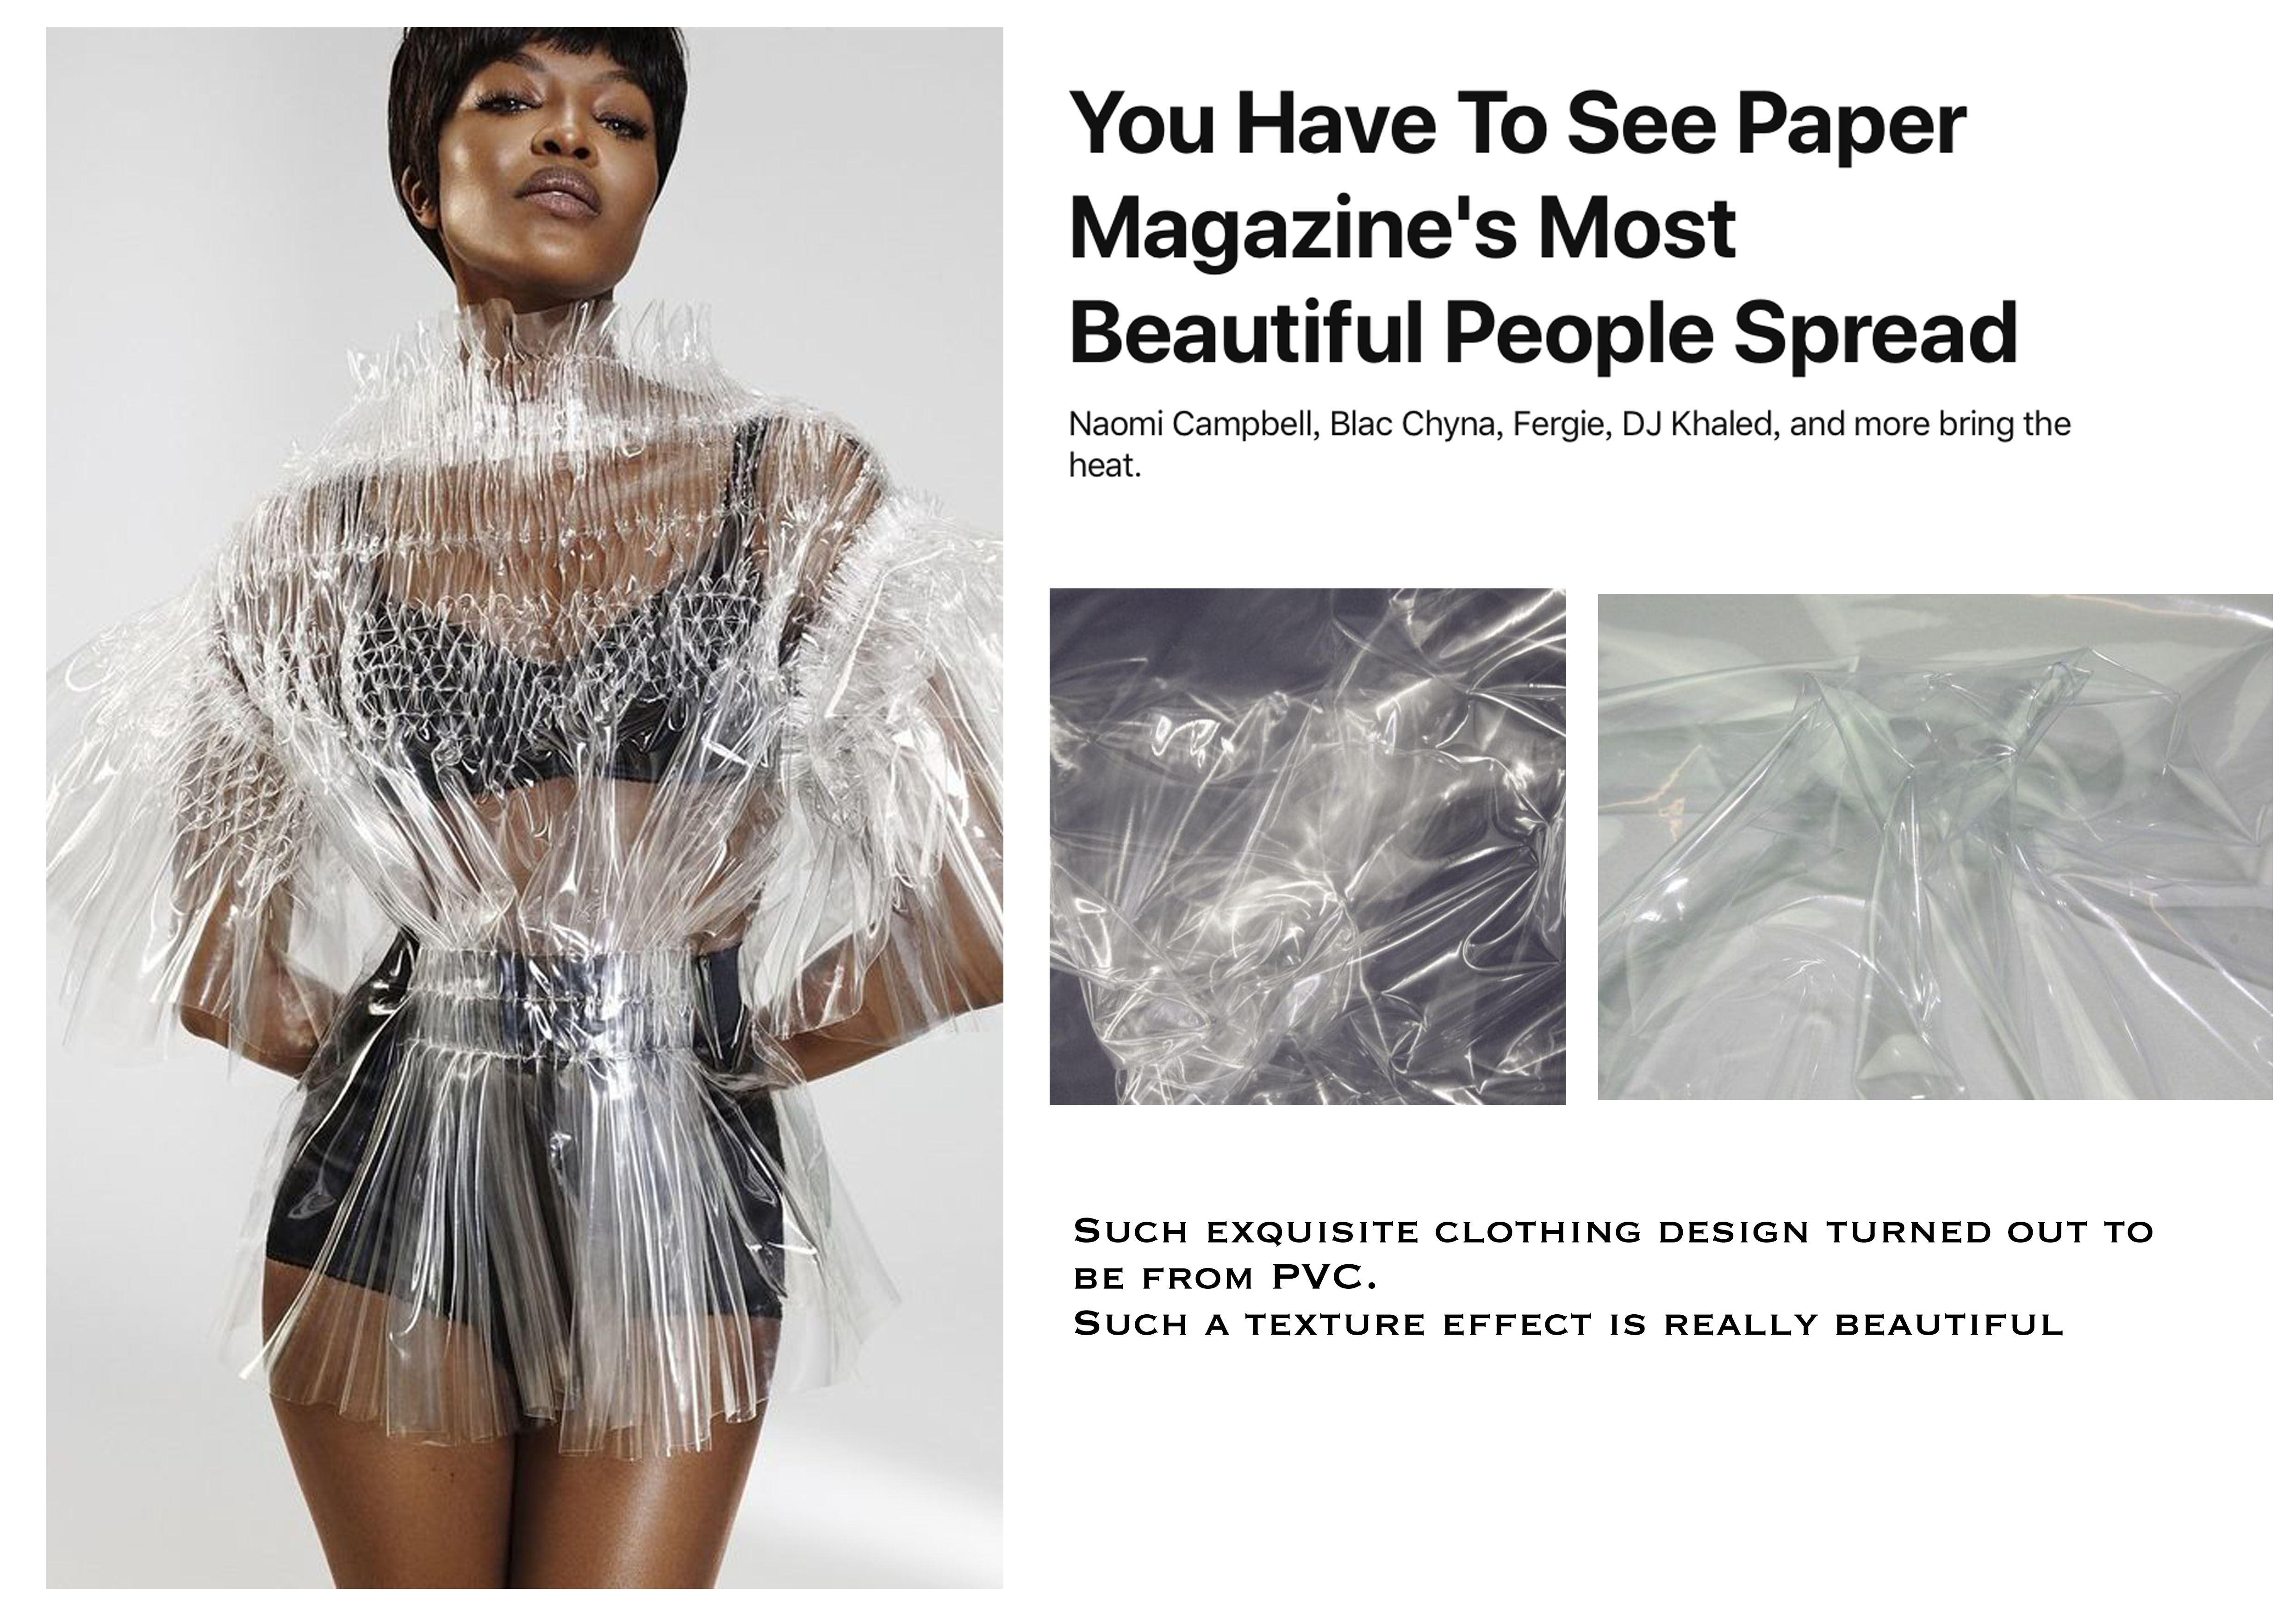 You Have To See Paper
Magazine's Most
Beautiful People Spread
Naomi Campbell, Blac Chyna, Fergie, DJ Khaled, and more bring the
heat.
Such exquisite clothing design turned out to
be from PVC.
Such a texture effect is really beautiful